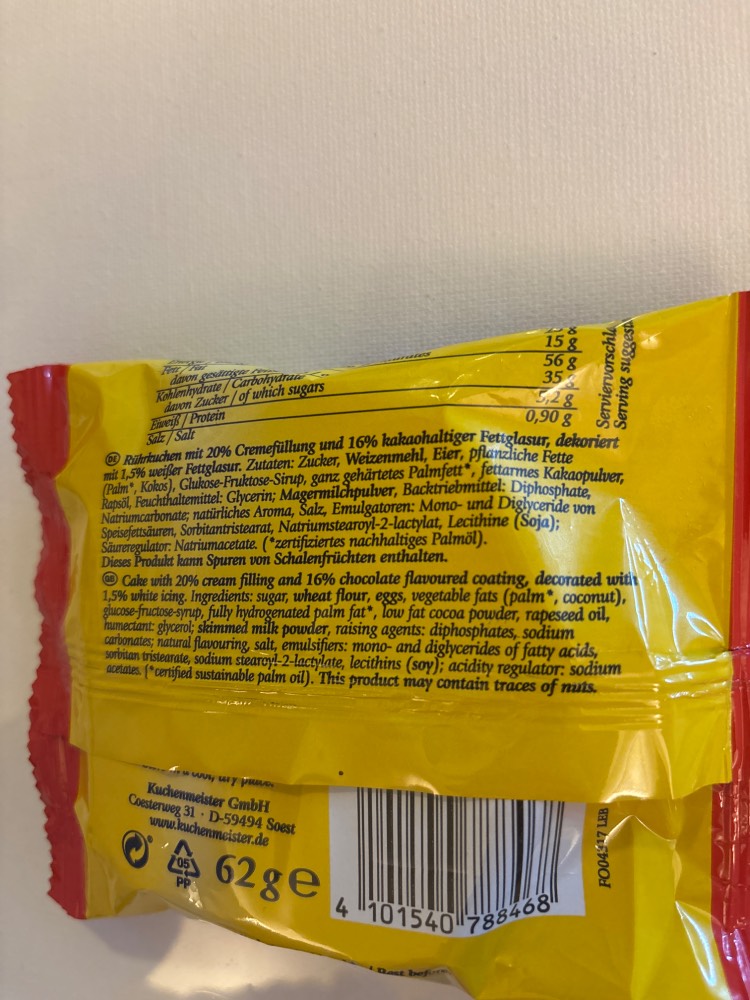 15 g
Fett / Fat
56 g
davon gesättigte
35 g
Kohlenhydrate / Carbohydrate
5,2 g
davon Zucker / of which sugars
0,90 g
Eiweiß / Protein
Salz / Salt
Serviervorschla
Serving suggest
DE Rührkuchen mit 20% Cremefüllung und 16% kakaohaltiger Fettglasur, dekoriert
mit 1,5% weißer Fettglasur. Zutaten: Zucker, Weizenmehl, Eier, pflanzliche Fette
(Palm*, Kokos), Glukose-Fruktose-Sirup, ganz gehärtetes Palmfett*, fettarmes Kakaopulver,
Rapsöl, Feuchthaltemittel: Glycerin; Magermilchpulver, Backtriebmittel: Diphosphate,
Natriumcarbonate; natürliches Aroma, Salz, Emulgatoren: Mono- und Diglyceride von
Speisefettsäuren, Sorbitantristearat, Natriumstearoyl-2-lactylat, Lecithine (Soja);
Säureregulator: Natriumacetate. (*zertifiziertes nachhaltiges Palmöl).
Dieses Produkt kann Spuren von Schalenfrüchten enthalten.
GB Cake with 20% cream filling and 16% chocolate flavoured coating, decorated with
1,5% white icing. Ingredients: sugar, wheat flour, eggs, vegetable fats (palm*, coconut),
glucose-fructose-syrup, fully hydrogenated palm fat*, low fat cocoa powder, rapeseed oil,
humectant: glycerol; skimmed milk powder, raising agents: diphosphates, sodium
carbonates; natural flavouring, salt, emulsifiers: mono- and diglycerides of fatty acids,
sorbitan tristearate, sodium stearoyl-2-lactylate, lecithins (soy); acidity regulator: sodium
acetates. (*certified sustainable palm oil). This product may contain traces of nuts.
cool, dry place.
Kuchenmeister GmbH
Coesterweg 31 · D-59494 Soest
www.kuchenmeister.de
05
PP
62 g e
4 101540 788468
FO04317 LEB
Best before